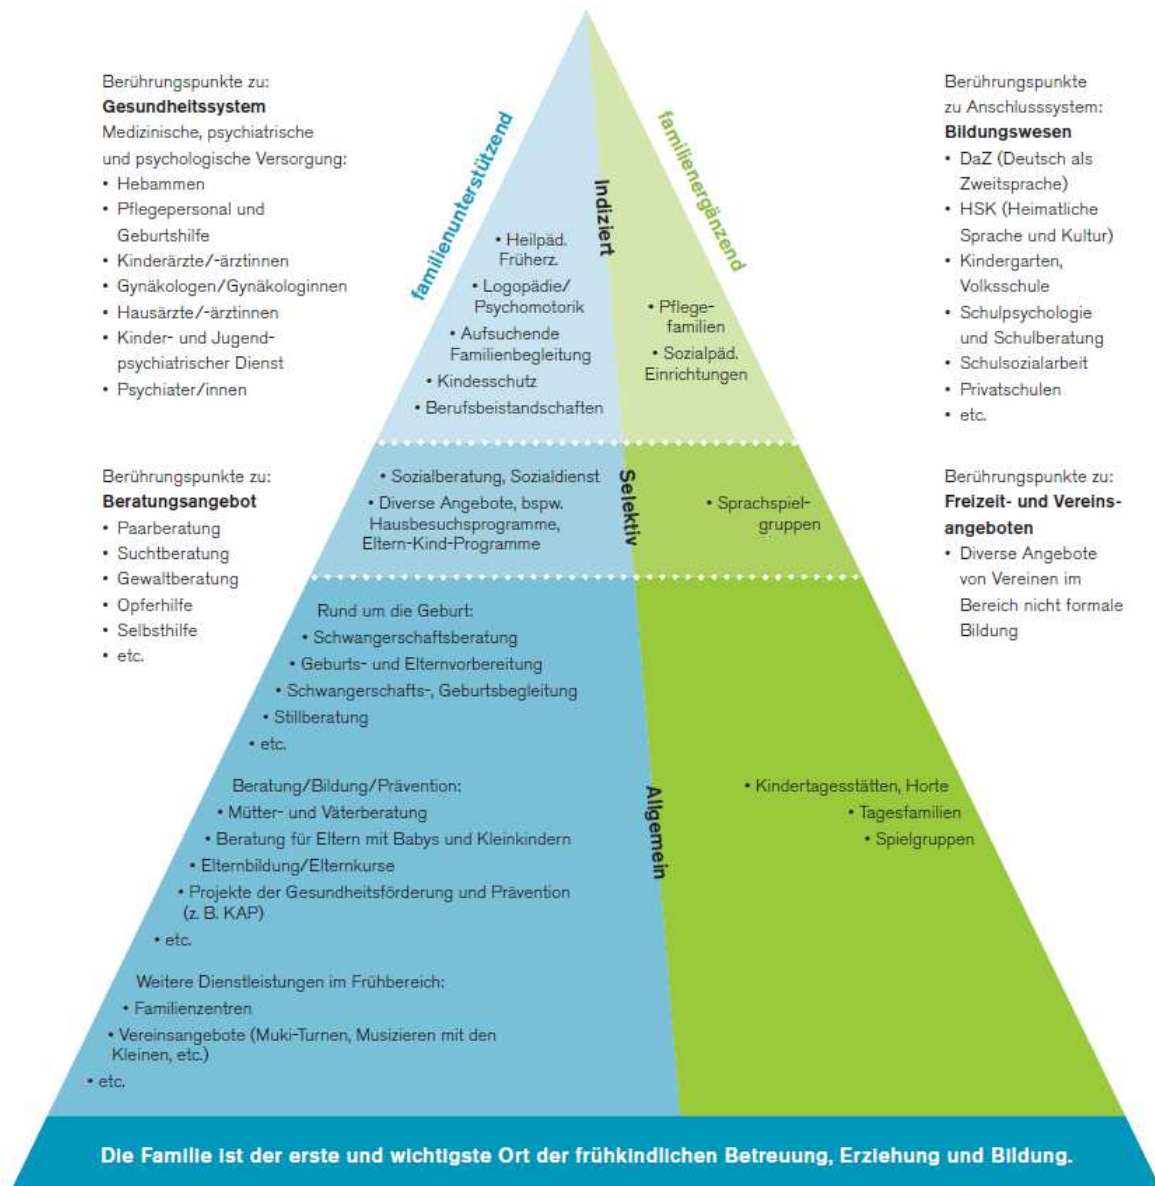 Berührungspunkte zu:
Gesundheitssystem
Medizinische, psychiatrische
und psychologische Versorgung:
• Hebammen
• Pflegepersonal und
Geburtshilfe
• Kinderärzte/-ärztinnen
• Gynäkologen/Gynäkologinnen
• Hausärzte/-ärztinnen
• Kinder- und Jugend-
psychiatrischer Dienst
• Psychiater/innen
Berührungspunkte zu:
Beratungsangebot
• Paarberatung
• Suchtberatung
• Gewaltberatung
• Opferhilfe
• Selbsthilfe
• etc.
familienunterstützend
familienergänzend
Indiziert
• Heilpäd.
Früherz.
• Logopädie/
Psychomotorik
• Aufsuchende
Familienbegleitung
• Kindesschutz
• Berufsbeistandschaften
• Pflege-
familien
• Sozialpäd.
Einrichtungen
Selektiv
• Sozialberatung, Sozialdienst
• Diverse Angebote, bspw.
Hausbesuchsprogramme,
Eltern-Kind-Programme
• Sprachspiel-
gruppen
Allgemein
Rund um die Geburt:
• Schwangerschaftsberatung
• Geburts- und Elternvorbereitung
• Schwangerschafts-, Geburtsbegleitung
• Stillberatung
• etc.
Beratung/Bildung/Prävention:
• Mütter- und Väterberatung
• Beratung für Eltern mit Babys und Kleinkindern
• Elternbildung/Elternkurse
• Projekte der Gesundheitsförderung und Prävention
(z. B. KAP)
• etc.
Weitere Dienstleistungen im Frühbereich:
• Familienzentren
• Vereinsangebote (Muki-Turnen, Musizieren mit den
Kleinen, etc.)
• etc.
• Kindertagesstätten, Horte
• Tagesfamilien
• Spielgruppen
Berührungspunkte
zu Anschlusssystem:
Bildungswesen
• DaZ (Deutsch als
Zweitsprache)
• HSK (Heimatliche
Sprache und Kultur)
• Kindergarten,
Volksschule
• Schulpsychologie
und Schulberatung
• Schulsozialarbeit
• Privatschulen
• etc.
Berührungspunkte zu:
Freizeit- und Vereins-
angeboten
• Diverse Angebote
von Vereinen im
Bereich nicht formale
Bildung
Die Familie ist der erste und wichtigste Ort der frühkindlichen Betreuung, Erziehung und Bildung.